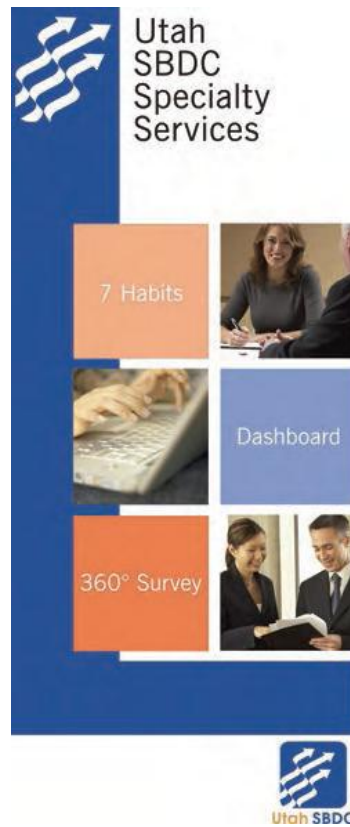 Utah
SBDC
Specialty
Services
7 Habits
Dashboard
360° Survey
Utah SBDC